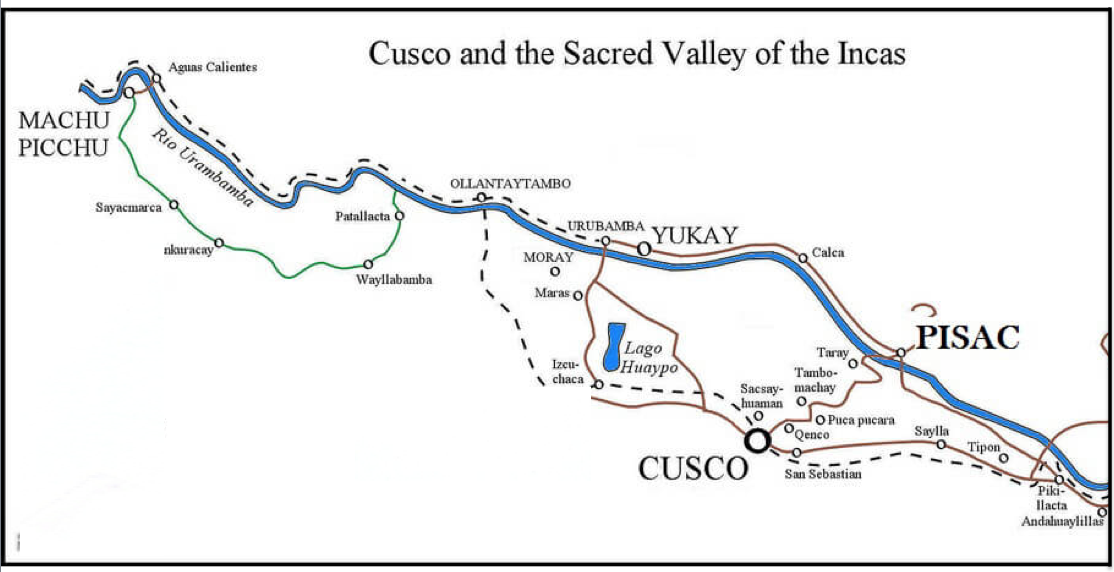 Cusco and the Sacred Valley of the Incas
Aguas Calientes
MACHU
PICCHU
Rio Urambamba
Sayacmarca
nkuracay
Patallacta
Wayllabamba
OLLANTAYTAMBO
URUBAMBA
YUKAY
MORAY
Maras
Calca
Lago
Huaypo
Izcu-
chaca
PISAC
Taray
Tambo-
machay
Sacsay-
huaman
Puca pucara
Qenco
CUSCO
San Sebastian
Saylla
Tipon
Piki-
llacta
Andahuaylillas